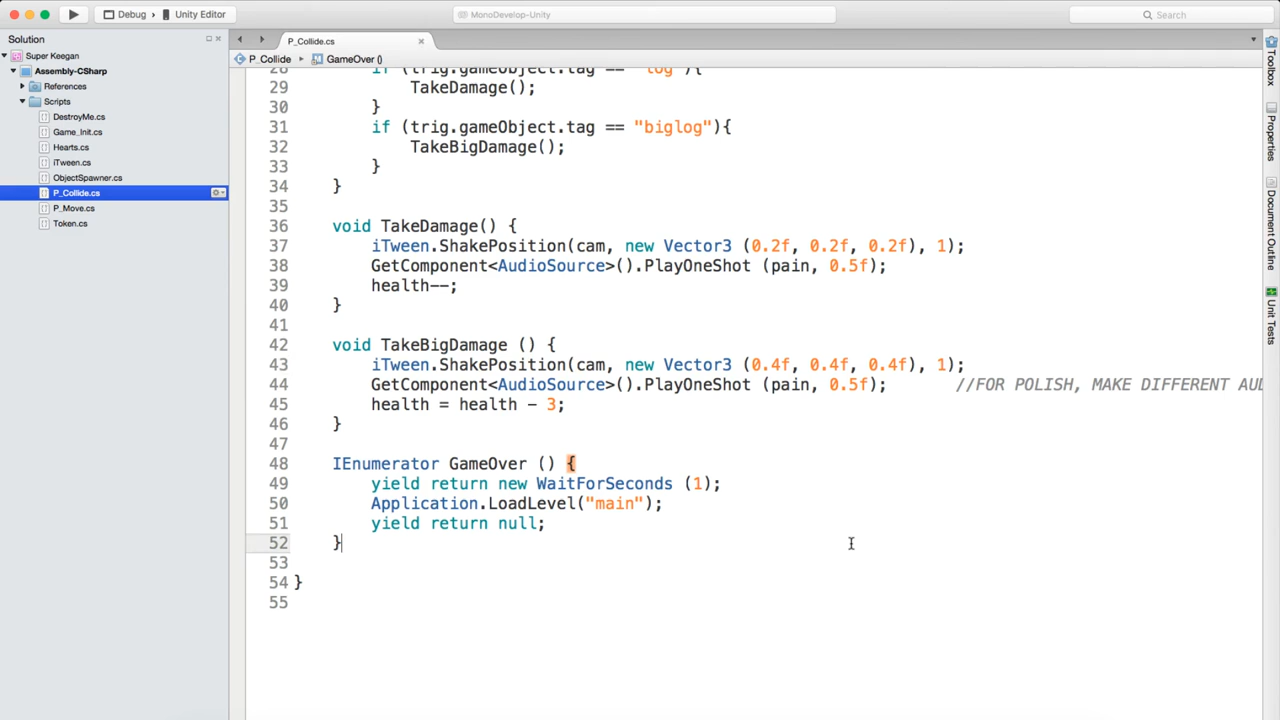 Debug > Unity Editor
MonoDevelop-Unity
Search
Solution
P_Collide.cs
Super Keegan
P_Collide
GameOver ()
Assembly-CSharp
References
Scripts
DestroyMe.cs
Game_Init.cs
Hearts.cs
iTween.cs
ObjectSpawner.cs
P_Collide.cs
P_Move.cs
Token.cs
28 if (trig.gameObject.tag == "log"){
29 TakeDamage();
30 }
31 if (trig.gameObject.tag == "biglog"){
32 TakeBigDamage();
33 }
34 }
35
36 void TakeDamage() {
37 iTween.ShakePosition(cam, new Vector3 (0.2f, 0.2f, 0.2f), 1);
38 GetComponent<AudioSource>().PlayOneShot (pain, 0.5f);
39 health--;
40 }
41
42 void TakeBigDamage () {
43 iTween.ShakePosition(cam, new Vector3 (0.4f, 0.4f, 0.4f), 1);
44 GetComponent<AudioSource>().PlayOneShot (pain, 0.5f); //FOR POLISH, MAKE DIFFERENT AUD
45 health = health - 3;
46 }
47
48 IEnumerator GameOver () {
49 yield return new WaitForSeconds (1);
50 Application.LoadLevel("main");
51 yield return null;
52 }
53
54 }
55
Toolbox
Properties
Document Outline
Unit Tests